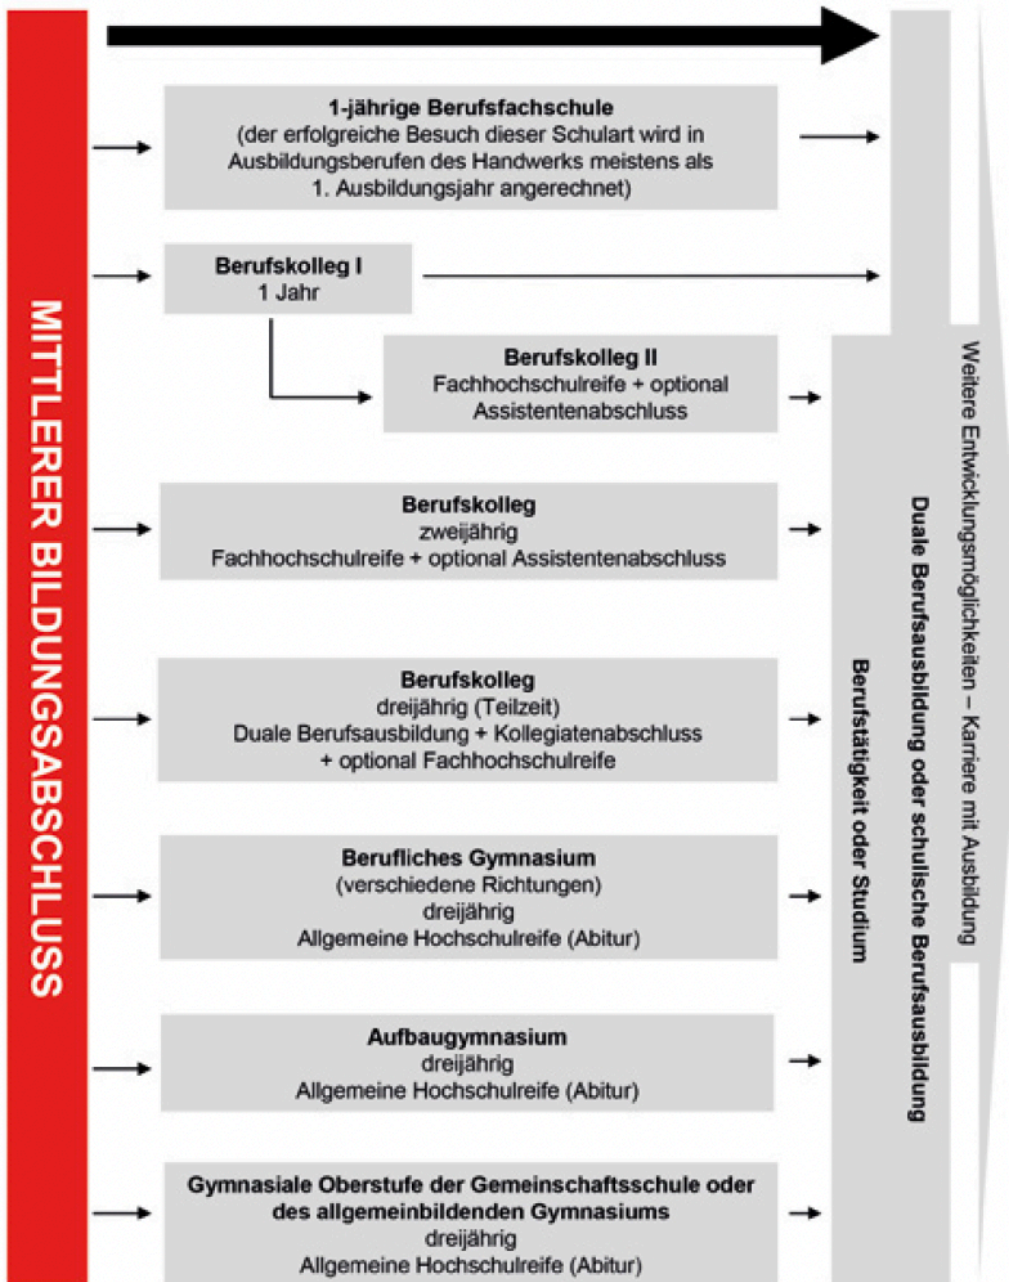 MITTLERER BILDUNGSABSCHLUSS
1-jährige Berufsfachschule
(der erfolgreiche Besuch dieser Schulart wird in
Ausbildungsberufen des Handwerks meistens als
1. Ausbildungsjahr angerechnet)
Berufskolleg I
1 Jahr
Berufskolleg II
Fachhochschulreife + optional
Assistentenabschluss
Berufskolleg
zweijährig
Fachhochschulreife + optional Assistentenabschluss
Berufskolleg
dreijährig (Teilzeit)
Duale Berufsausbildung + Kollegiatenabschluss
+ optional Fachhochschulreife
Berufliches Gymnasium
(verschiedene Richtungen)
dreijährig
Allgemeine Hochschulreife (Abitur)
Aufbaugymnasium
dreijährig
Allgemeine Hochschulreife (Abitur)
Gymnasiale Oberstufe der Gemeinschaftsschule oder
des allgemeinbildenden Gymnasiums
dreijährig
Allgemeine Hochschulreife (Abitur)
Berufstätigkeit oder Studium
Duale Berufsausbildung oder schulische Berufsausbildung
Weitere Entwicklungsmöglichkeiten – Karriere mit Ausbildung